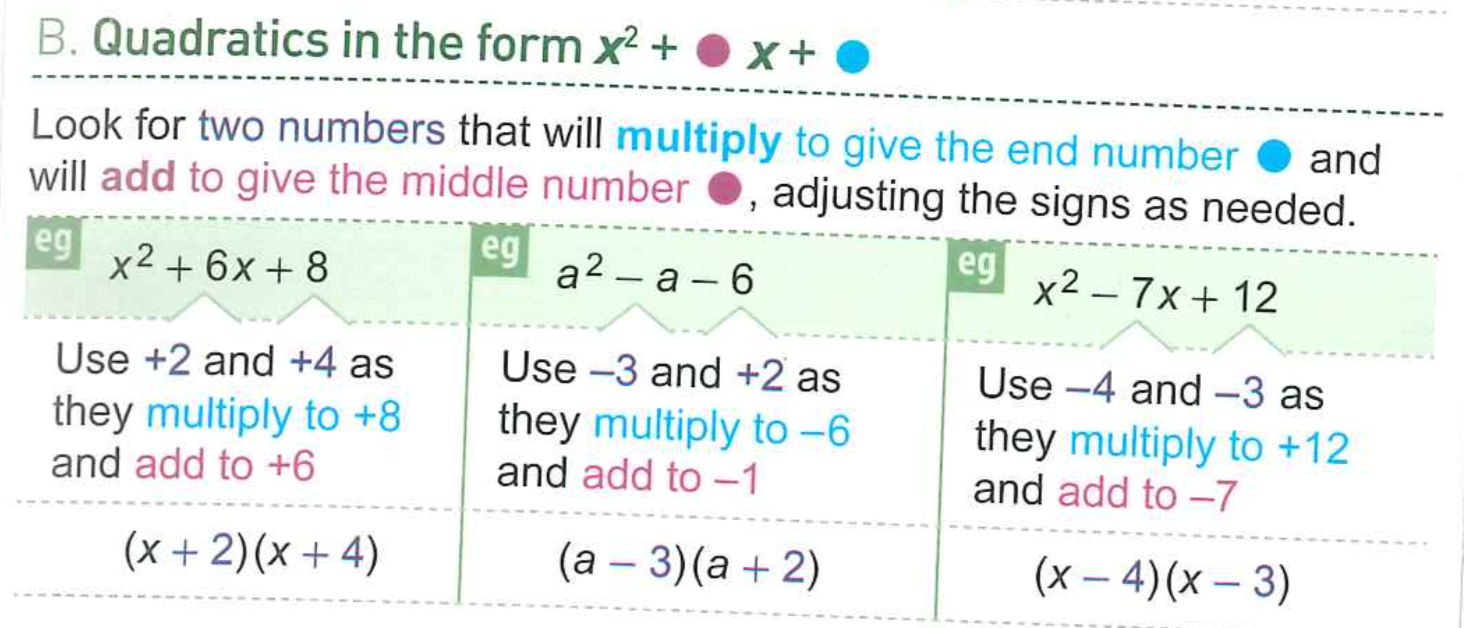 B. Quadratics in the form x² + ● x + ●
Look for two numbers that will multiply to give the end number ● and
will add to give the middle number ●, adjusting the signs as needed.
eg x² + 6x + 8
Use +2 and +4 as
they multiply to +8
and add to +6
(x + 2)(x + 4)
eg a² – a – 6
Use –3 and +2 as
they multiply to –6
and add to –1
(a – 3)(a + 2)
eg x² – 7x + 12
Use –4 and –3 as
they multiply to +12
and add to –7
(x – 4)(x – 3)